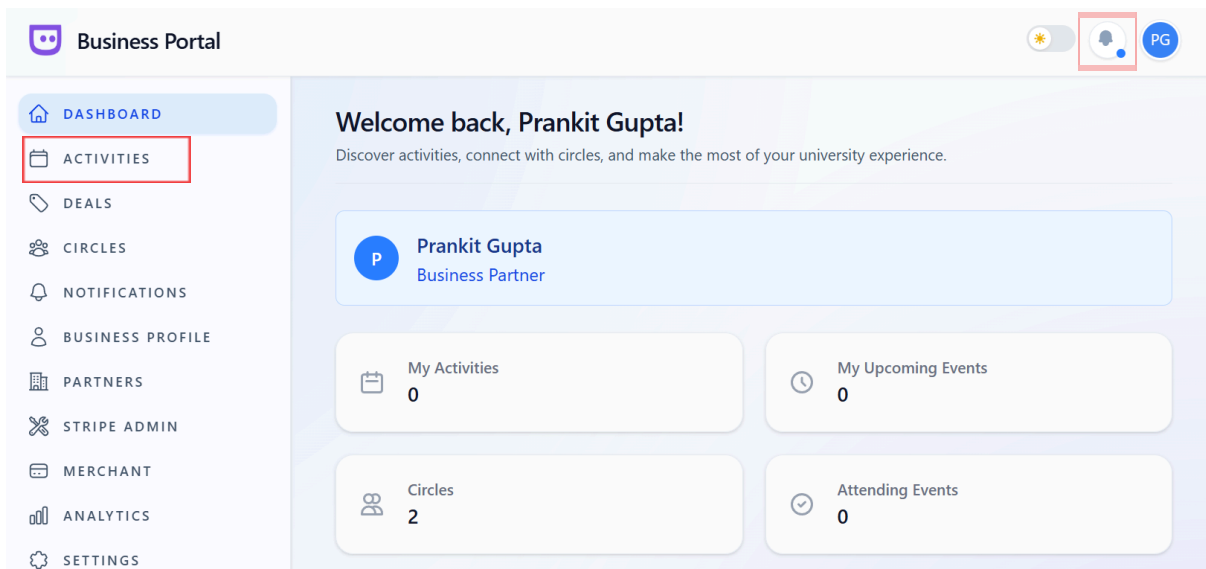 Business Portal
PG
DASHBOARD
ACTIVITIES
DEALS
CIRCLES
NOTIFICATIONS
BUSINESS PROFILE
PARTNERS
STRIPE ADMIN
MERCHANT
ANALYTICS
SETTINGS
Welcome back, Prankit Gupta!
Discover activities, connect with circles, and make the most of your university experience.
P
Prankit Gupta
Business Partner
My Activities
0
My Upcoming Events
0
Circles
2
Attending Events
0